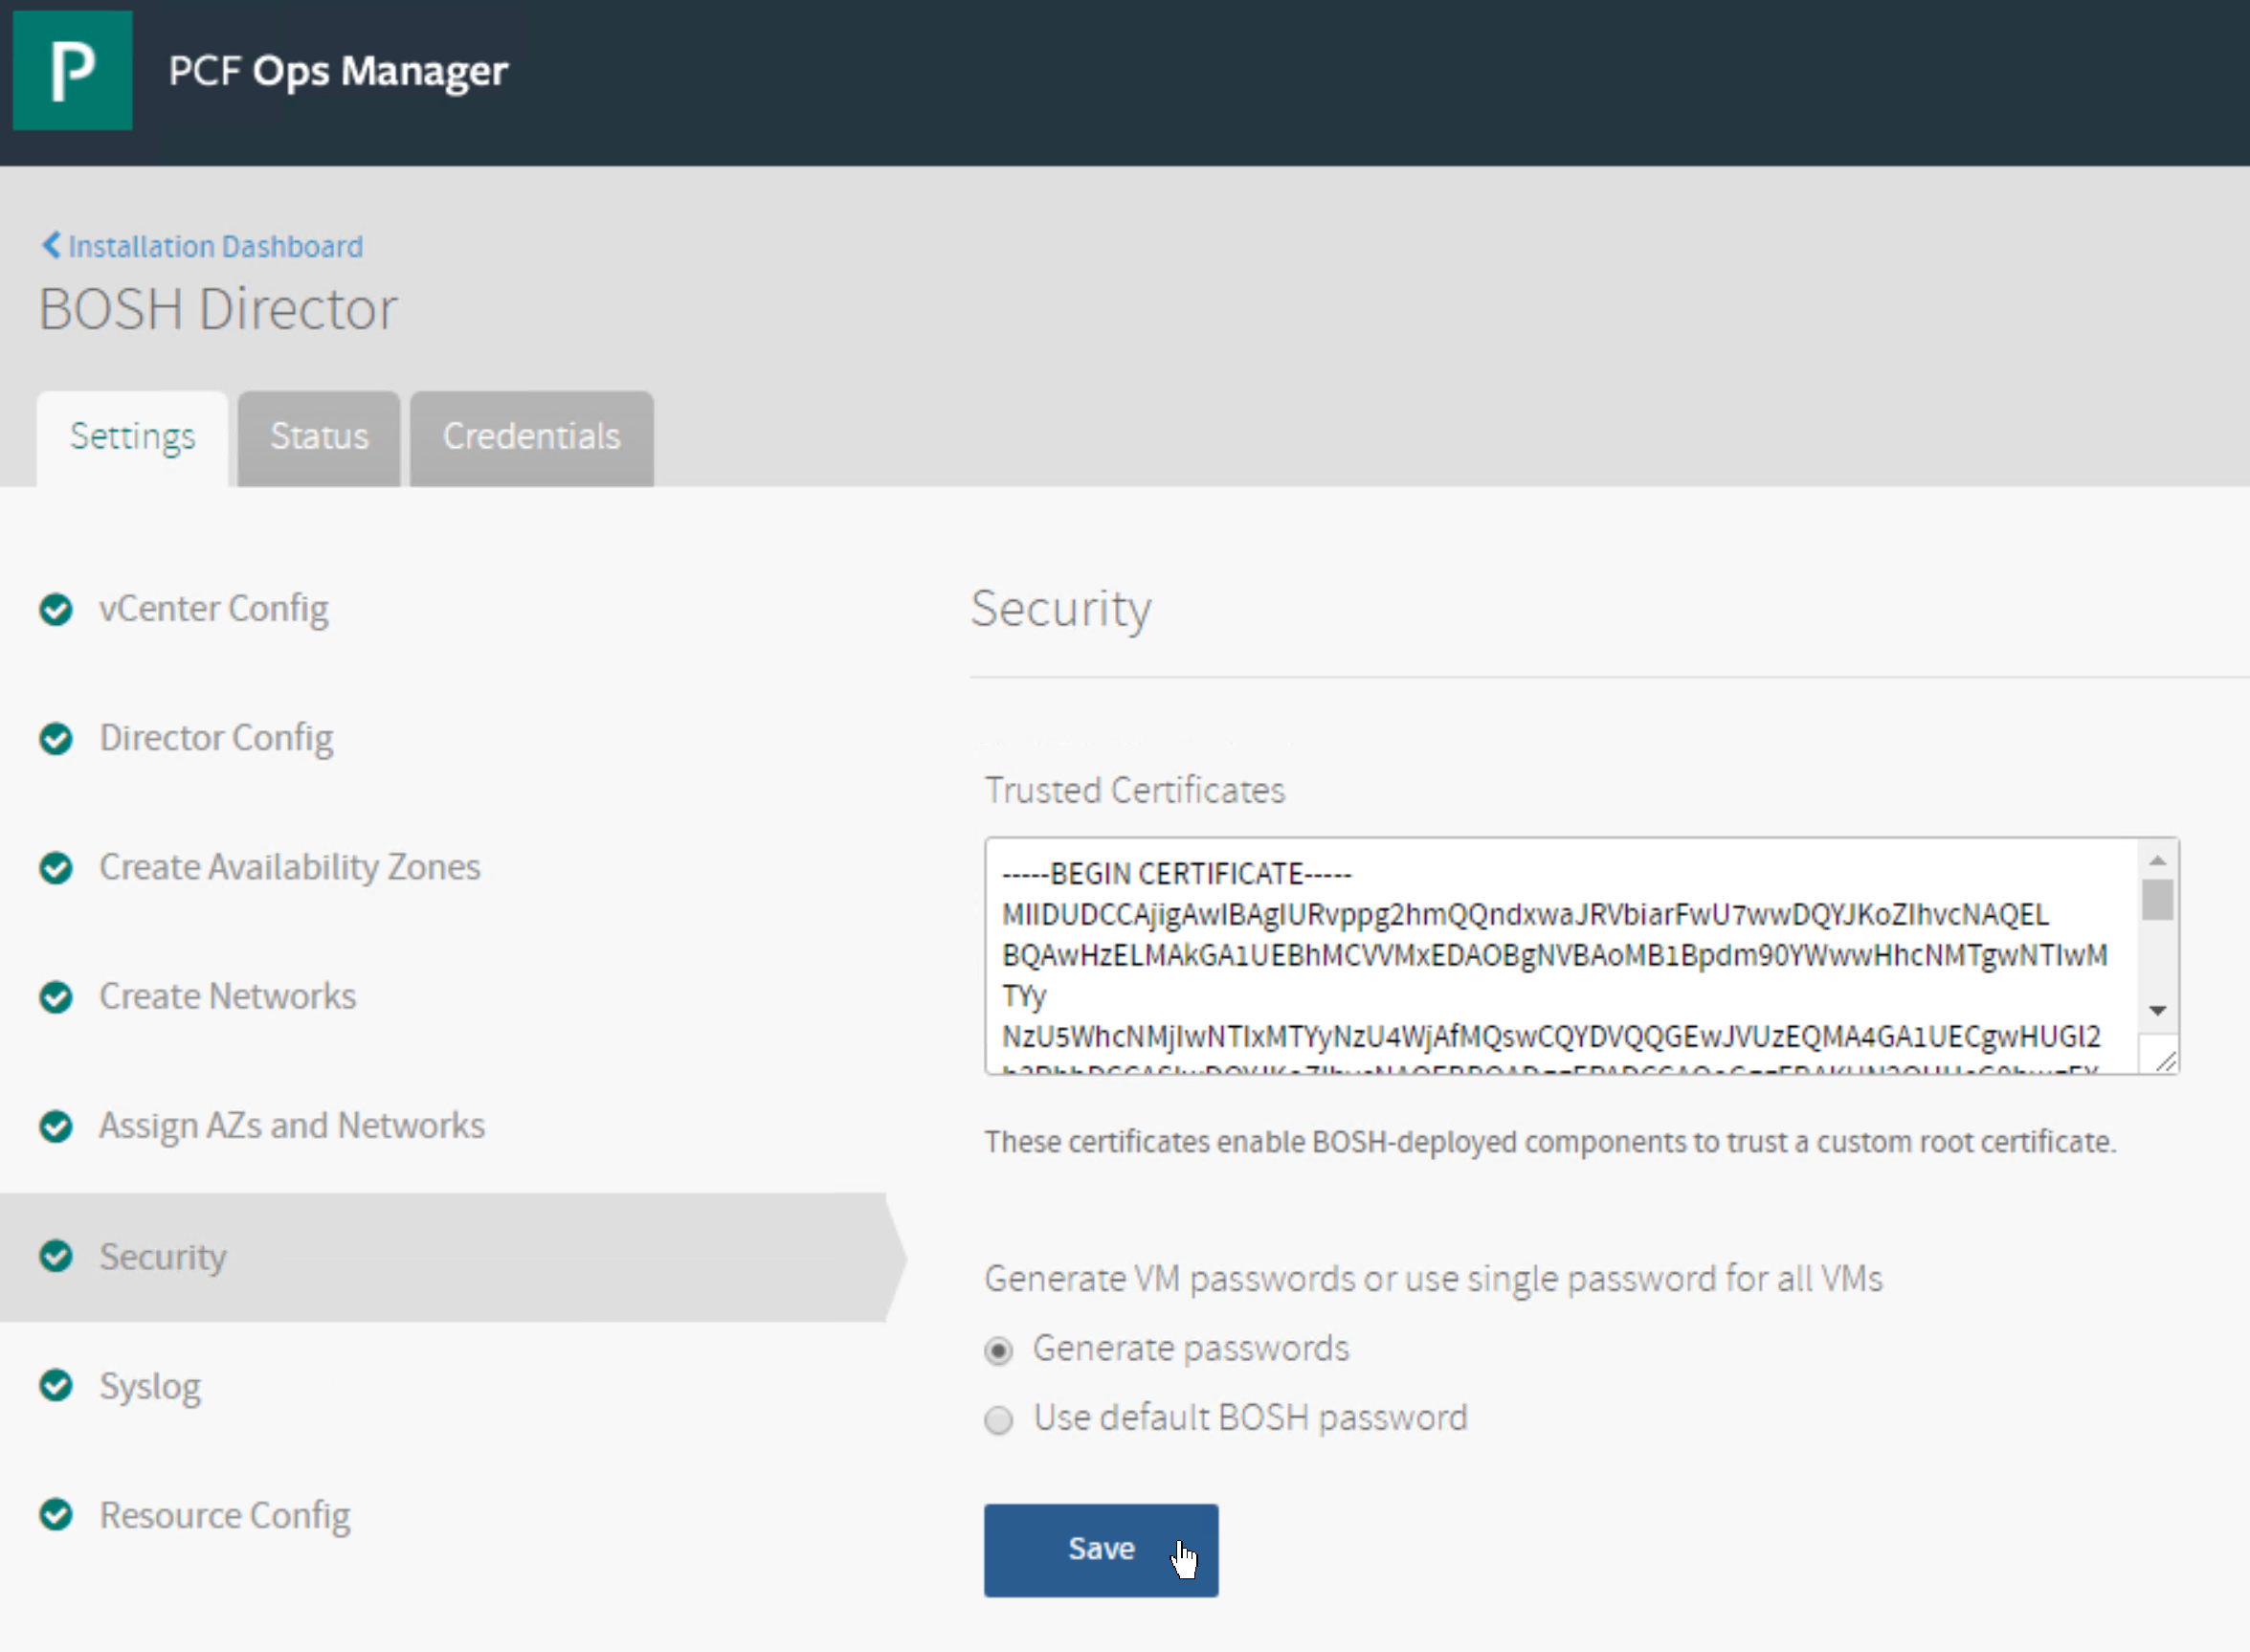 P
PCF Ops Manager
Installation Dashboard
BOSH Director
Settings
Status
Credentials
vCenter Config
Director Config
Create Availability Zones
Create Networks
Assign AZs and Networks
Security
Syslog
Resource Config
Security
Trusted Certificates
-----BEGIN CERTIFICATE-----
MIIDUDCCAjigAwIBAgIURvppg2hmQQndxwaJRVbiarFwU7wwDQYJKoZIhvcNAQEL
BQAwHzELMAkGA1UEBhMCVVMxEDAOBgNVBAoMB1Bpdm90YWwwHhcNMTgwNTIwM
TYy
NzU5WhcNMjIwNTIxMTYyNzU4WjAfMQswCQYDVQQGEwJVUzEQMA4GA1UECgwHUGl2
These certificates enable BOSH-deployed components to trust a custom root certificate.
Generate VM passwords or use single password for all VMs
Generate passwords
Use default BOSH password
Save